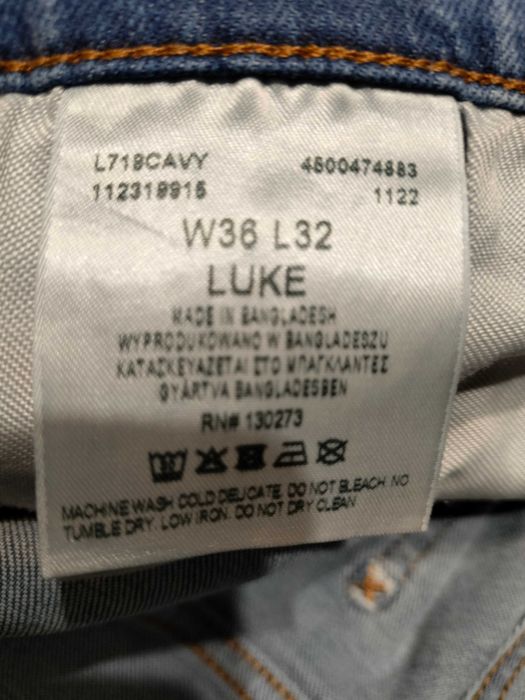 L719CAVY 4500474883
112319915 1122
W36 L32
LUKE
MADE IN BANGLADESH
WYPRODUKOWANO W BANGLADESZU
ΚΑΤΑΣΚΕΥΑΖΕΤΑΙ ΣΤΟ ΜΠΑΓΚΛΑΝΤΕΣ
GYÁRTVA BANGLADESBEN
RN# 130273
MACHINE WASH COLD DELICATE. DO NOT BLEACH. NO
TUMBLE DRY. LOW IRON. DO NOT DRY CLEAN